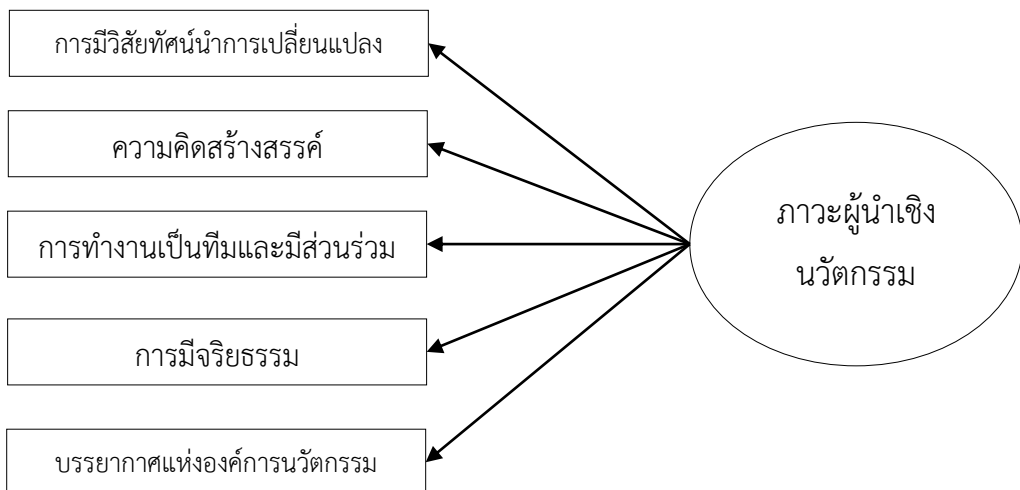 การมีวิสัยทัศน์นำการเปลี่ยนแปลง
ความคิดสร้างสรรค์
การทำงานเป็นทีมและมีส่วนร่วม
การมีจริยธรรม
บรรยากาศแห่งองค์การนวัตกรรม
ภาวะผู้นำเชิง
นวัตกรรม